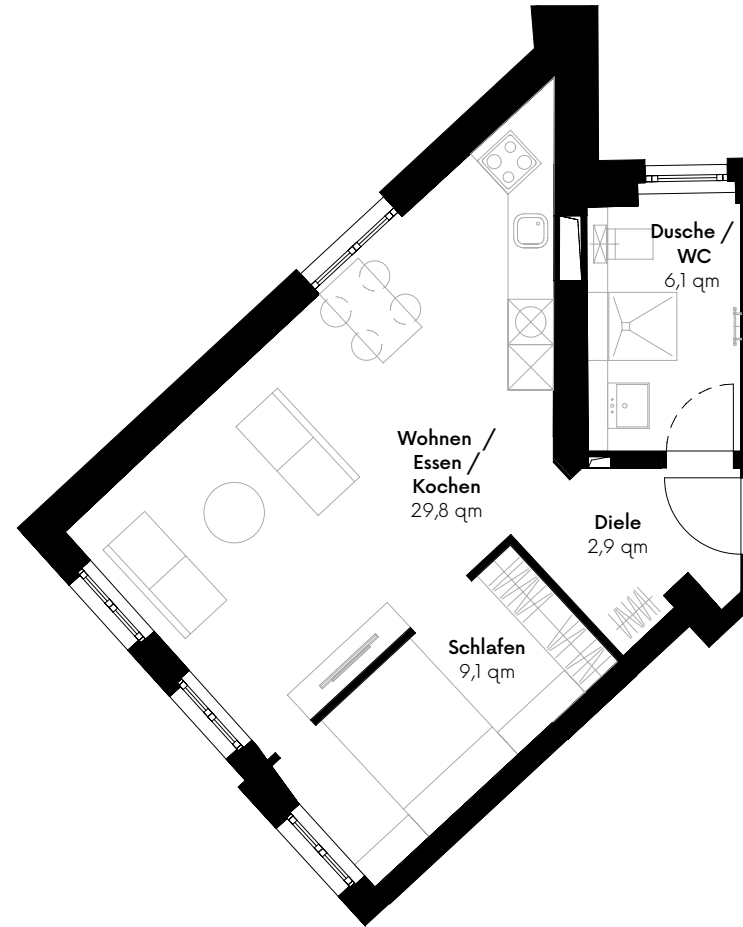 Dusche /
WC
6,1 qm
Wohnen /
Essen /
Kochen
29,8 qm
Diele
2,9 qm
Schlafen
9,1 qm